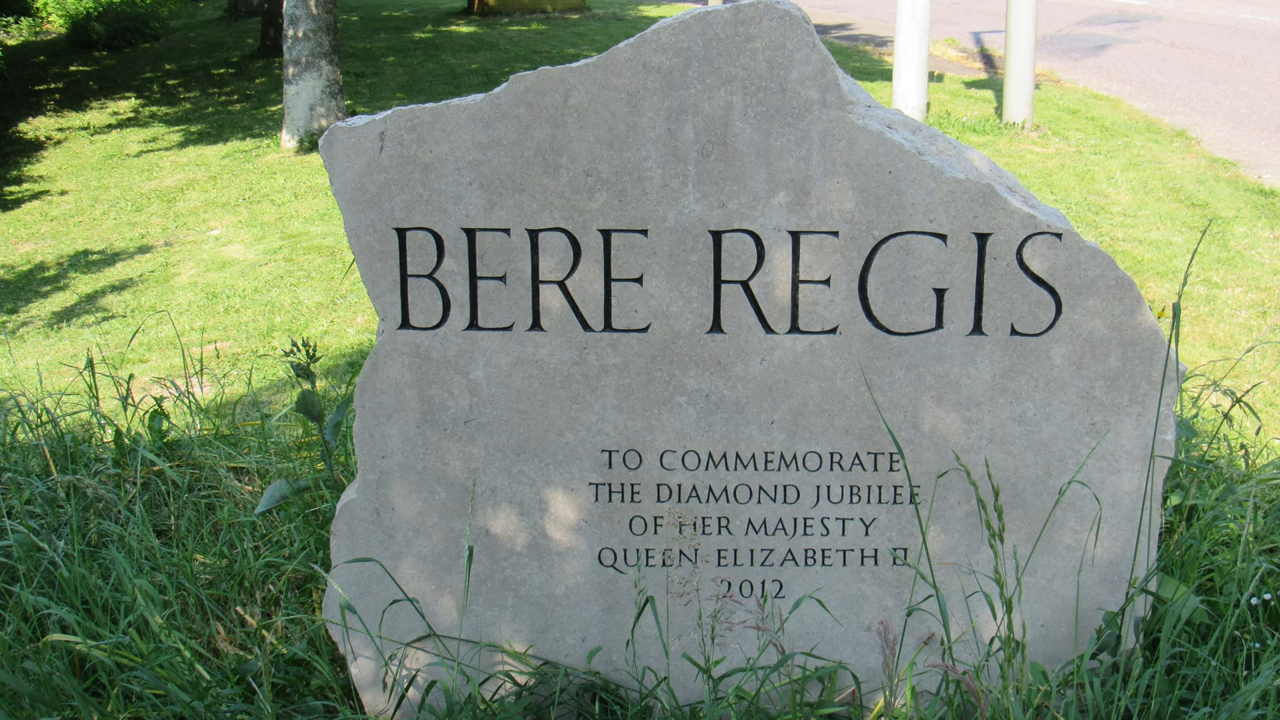 BERE REGIS
TO COMMEMORATE
THE DIAMOND JUBILEE
OF HER MAJESTY
QUEEN ELIZABETH II
2012